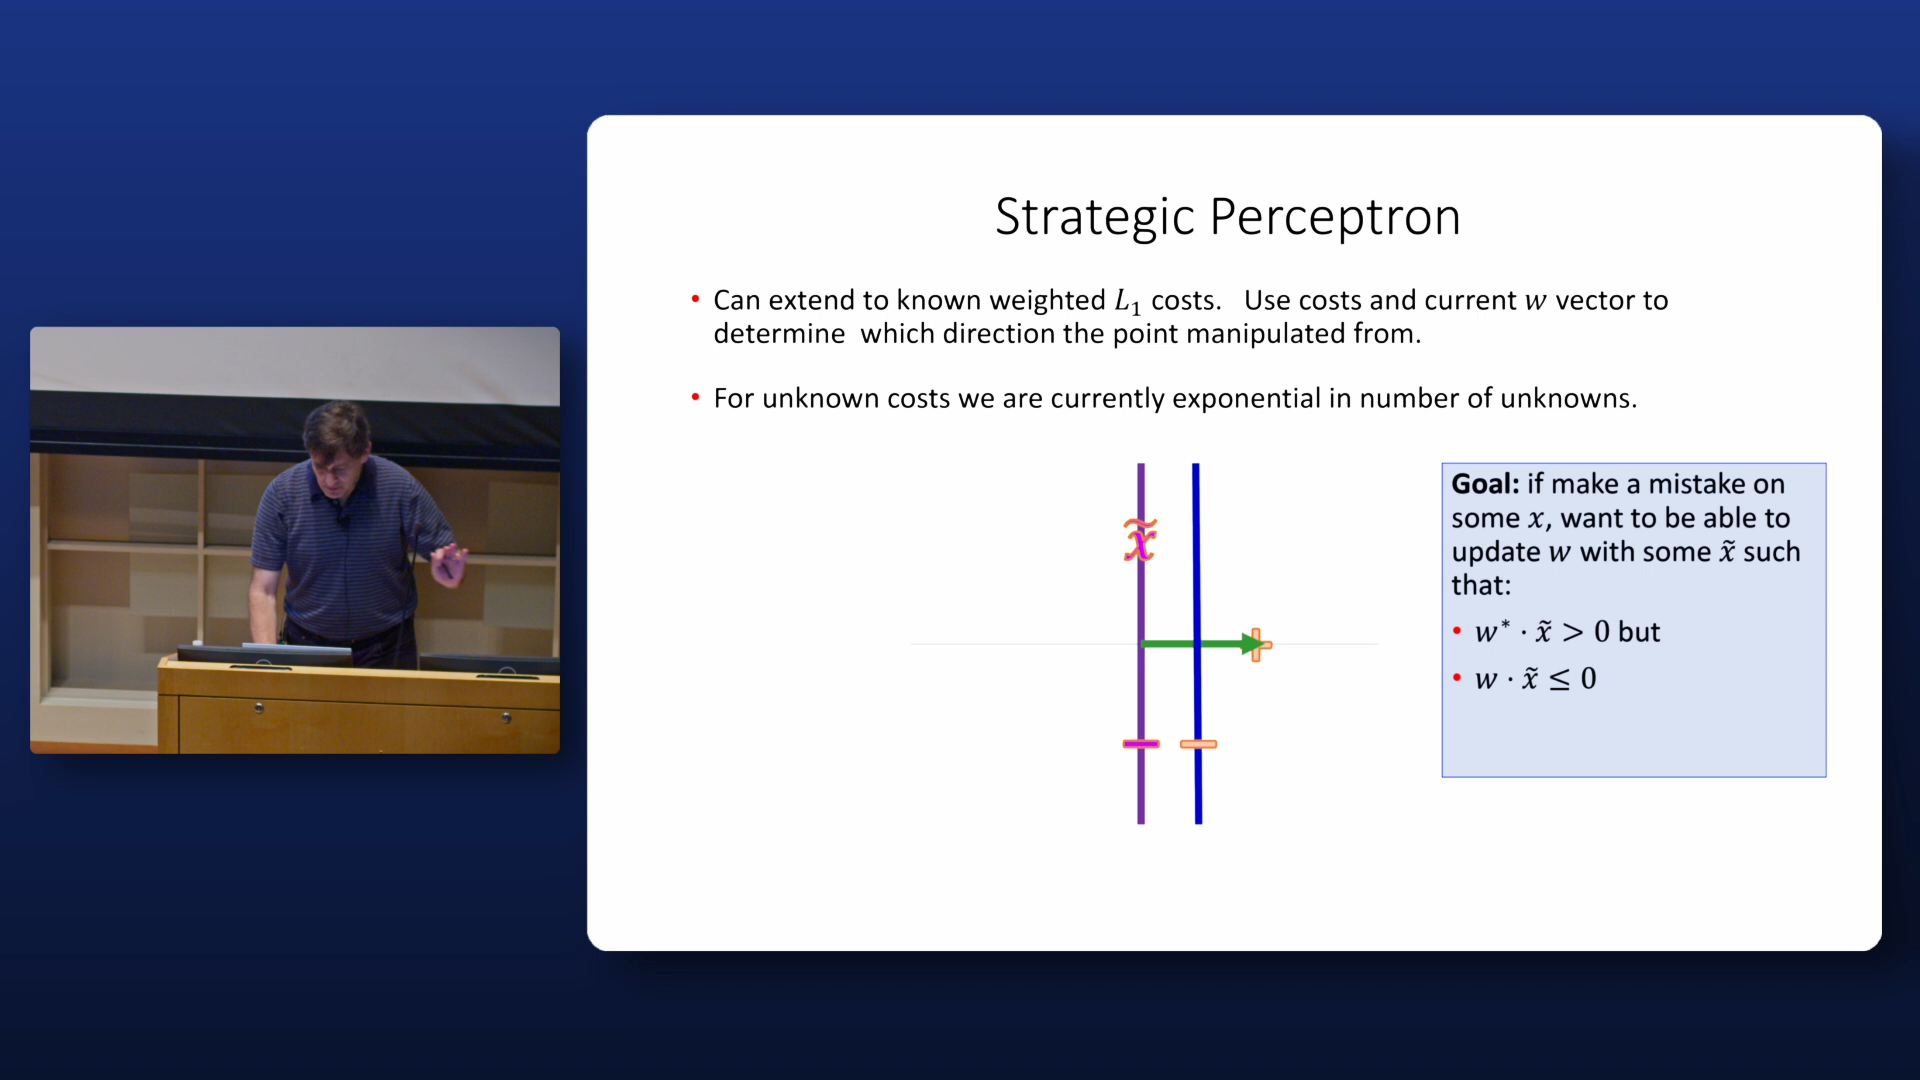 Strategic Perceptron
• Can extend to known weighted L₁ costs. Use costs and current w vector to
determine which direction the point manipulated from.
• For unknown costs we are currently exponential in number of unknowns.
x̃
Goal: if make a mistake on
some x, want to be able to
update w with some x̃ such
that:
• w* · x̃ > 0 but
• w · x̃ ≤ 0